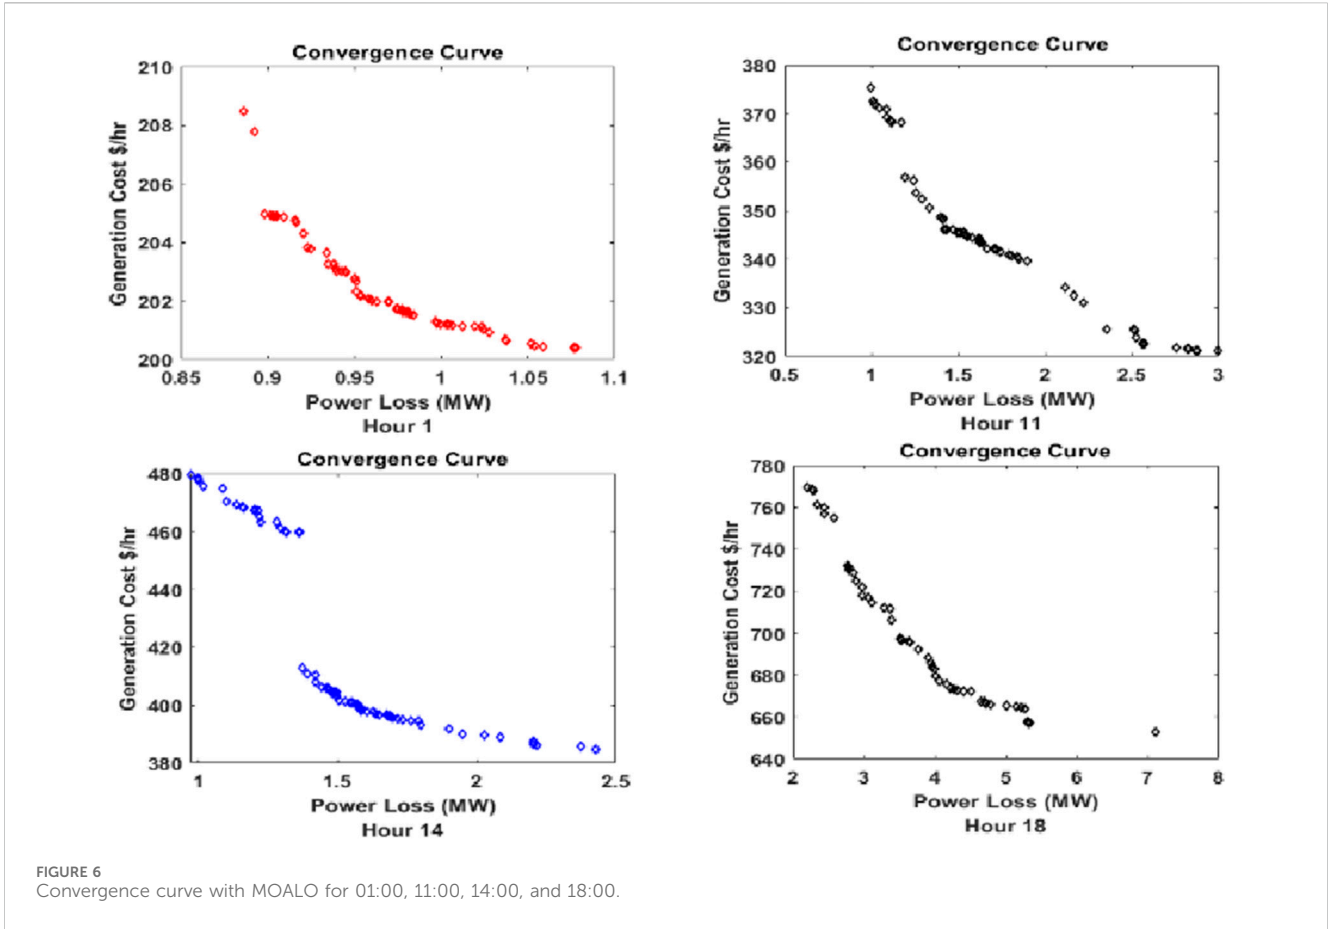 Convergence Curve
210
208
206
204
202
200
0.85
0.9
0.95
1
1.05
1.1
Generation Cost $/hr
Power Loss (MW)
Hour 1
Convergence Curve
380
370
360
350
340
330
320
0.5
1
1.5
2
2.5
3
Generation Cost $/hr
Power Loss (MW)
Hour 11
Convergence Curve
480
460
440
420
400
380
1
1.5
2
2.5
Generation Cost $/hr
Power Loss (MW)
Hour 14
Convergence Curve
780
760
740
720
700
680
660
640
2
3
4
5
6
7
8
Generation Cost $/hr
Power Loss (MW)
Hour 18
FIGURE 6
Convergence curve with MOALO for 01:00, 11:00, 14:00, and 18:00.